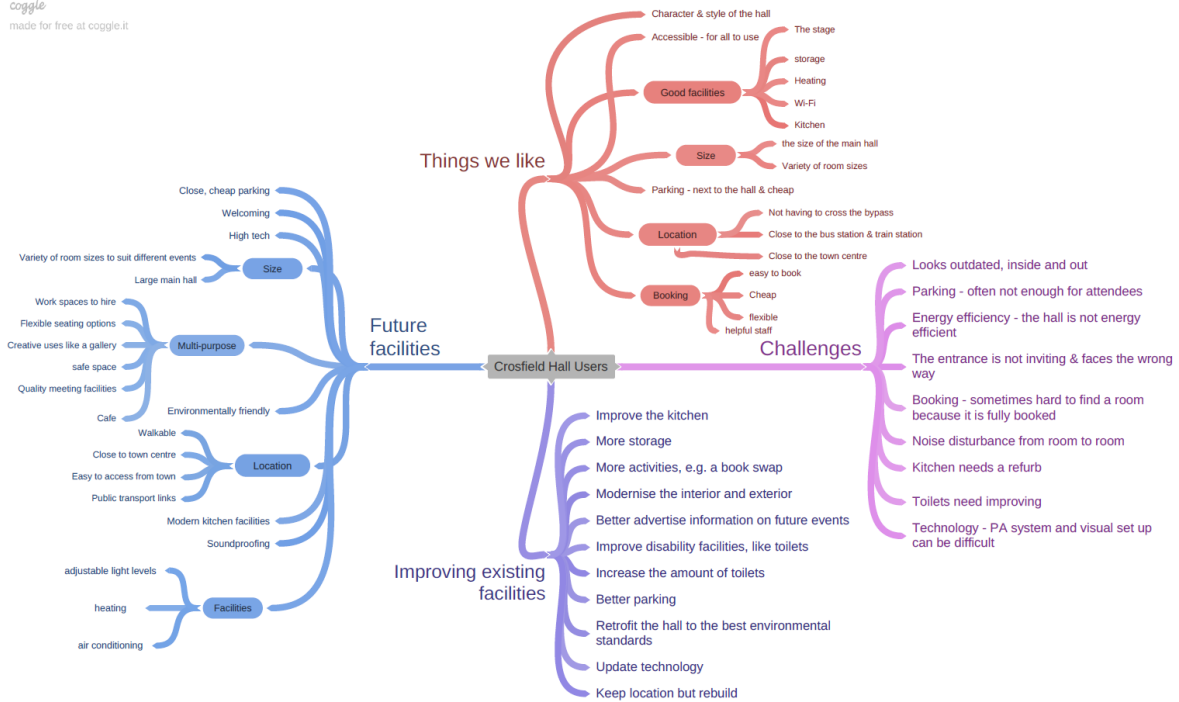 coggle
made for free at coggle.it
Crosfield Hall Users
Things we like
Character & style of the hall
Accessible - for all to use
Good facilities
The stage
storage
Heating
Wi-Fi
Kitchen
Size
the size of the main hall
Variety of room sizes
Parking - next to the hall & cheap
Location
Not having to cross the bypass
Close to the bus station & train station
Close to the town centre
Booking
easy to book
Cheap
flexible
helpful staff
Challenges
Looks outdated, inside and out
Parking - often not enough for attendees
Energy efficiency - the hall is not energy
efficient
The entrance is not inviting & faces the wrong
way
Booking - sometimes hard to find a room
because it is fully booked
Noise disturbance from room to room
Kitchen needs a refurb
Toilets need improving
Technology - PA system and visual set up
can be difficult
Improving existing
facilities
Improve the kitchen
More storage
More activities, e.g. a book swap
Modernise the interior and exterior
Better advertise information on future events
Improve disability facilities, like toilets
Increase the amount of toilets
Better parking
Retrofit the hall to the best environmental
standards
Update technology
Keep location but rebuild
Future
facilities
Close, cheap parking
Welcoming
High tech
Size
Variety of room sizes to suit different events
Large main hall
Multi-purpose
Work spaces to hire
Flexible seating options
Creative uses like a gallery
safe space
Quality meeting facilities
Cafe
Environmentally friendly
Location
Walkable
Close to town centre
Easy to access from town
Public transport links
Modern kitchen facilities
Soundproofing
Facilities
adjustable light levels
heating
air conditioning